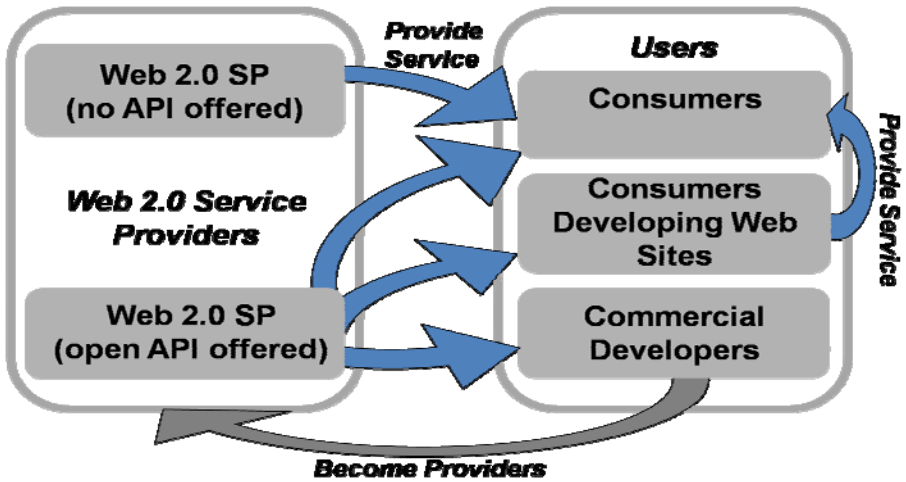 Provide
Service
Web 2.0 SP
(no API offered)
Web 2.0 Service
Providers
Web 2.0 SP
(open API offered)
Users
Consumers
Consumers
Developing Web
Sites
Commercial
Developers
Provide Service
Become Providers